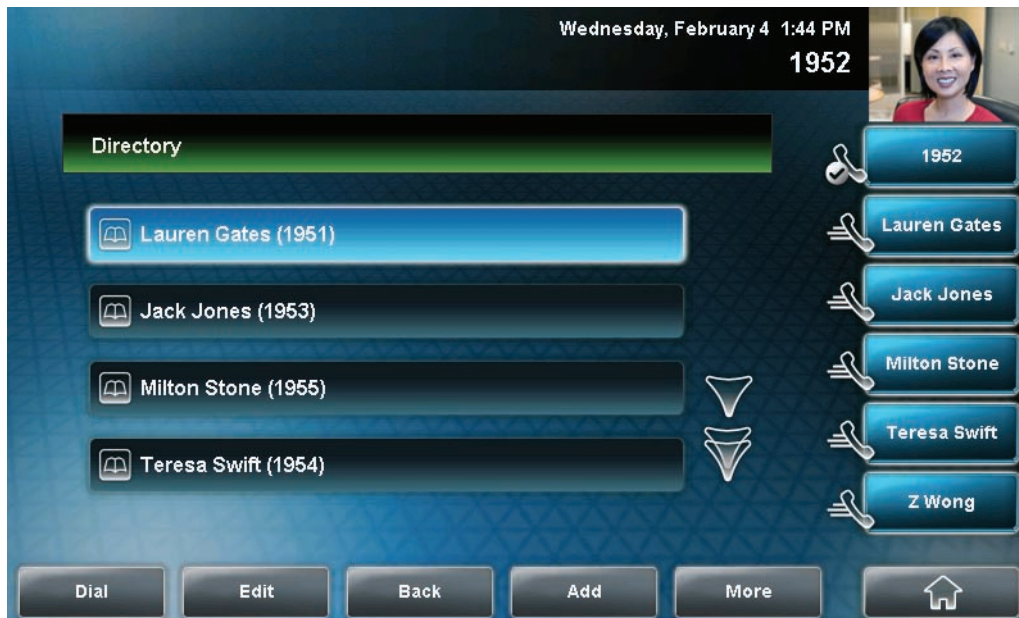 Wednesday, February 4 1:44 PM
1952
Directory
Lauren Gates (1951)
Jack Jones (1953)
Milton Stone (1955)
Teresa Swift (1954)
1952
Lauren Gates
Jack Jones
Milton Stone
Teresa Swift
Z Wong
Dial
Edit
Back
Add
More